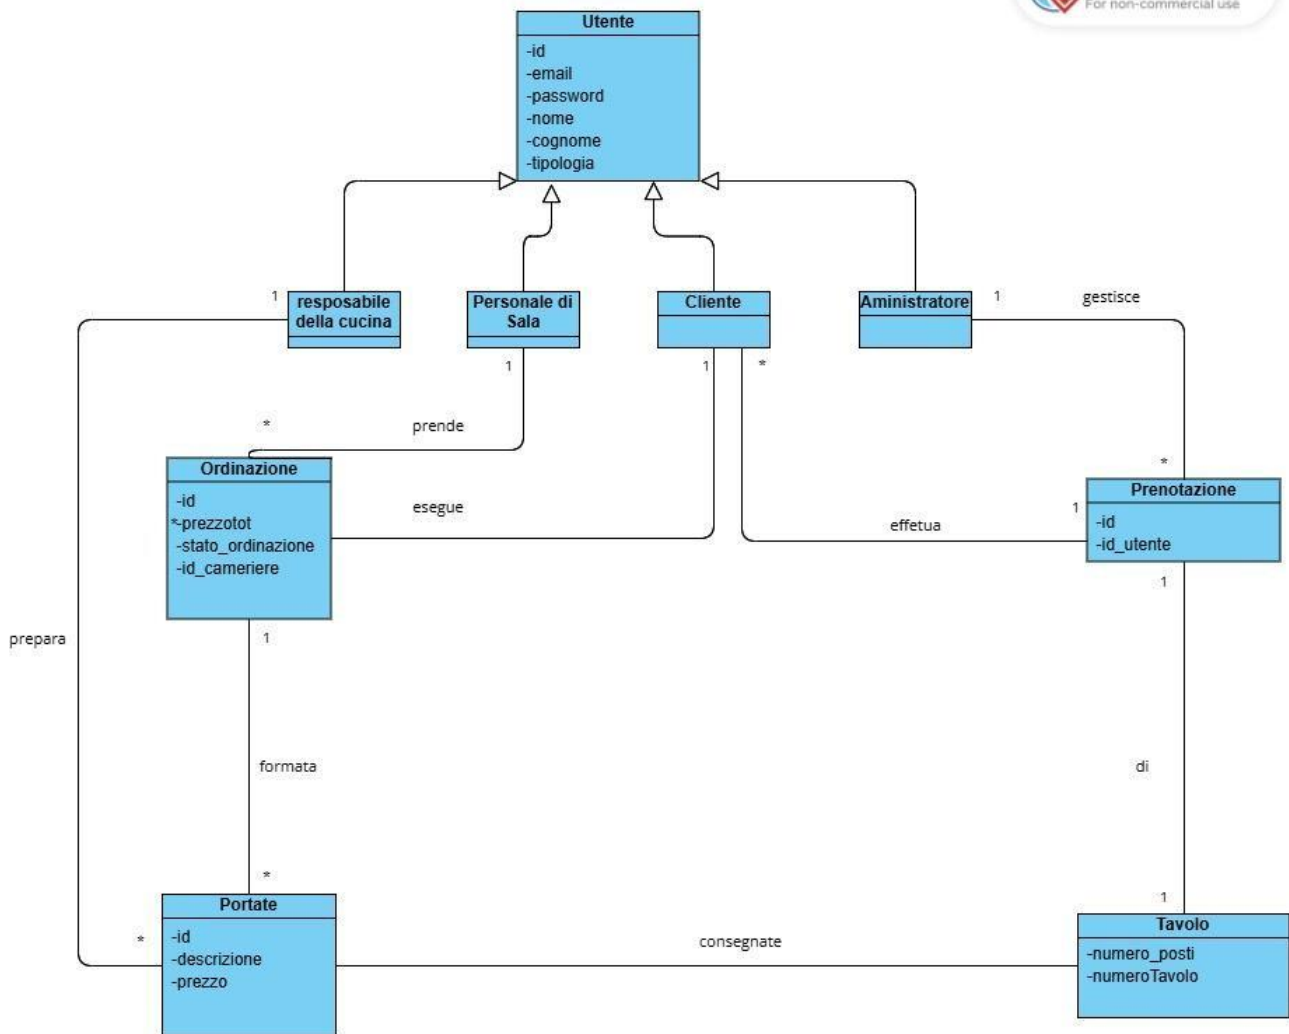 For non-commercial use
Utente
-id
-email
-password
-nome
-cognome
-tipologia
1
resposabile
della cucina
Personale di
Sala
Cliente
Aministratore
1
gestisce
1
1
*
*
prende
*
Ordinazione
-id
*
-prezzotot
-stato_ordinazione
-id_cameriere
esegue
effetua
1
Prenotazione
-id
-id_utente
1
1
prepara
formata
di
*
1
Portate
-id
-descrizione
-prezzo
*
consegnate
Tavolo
-numero_posti
-numeroTavolo